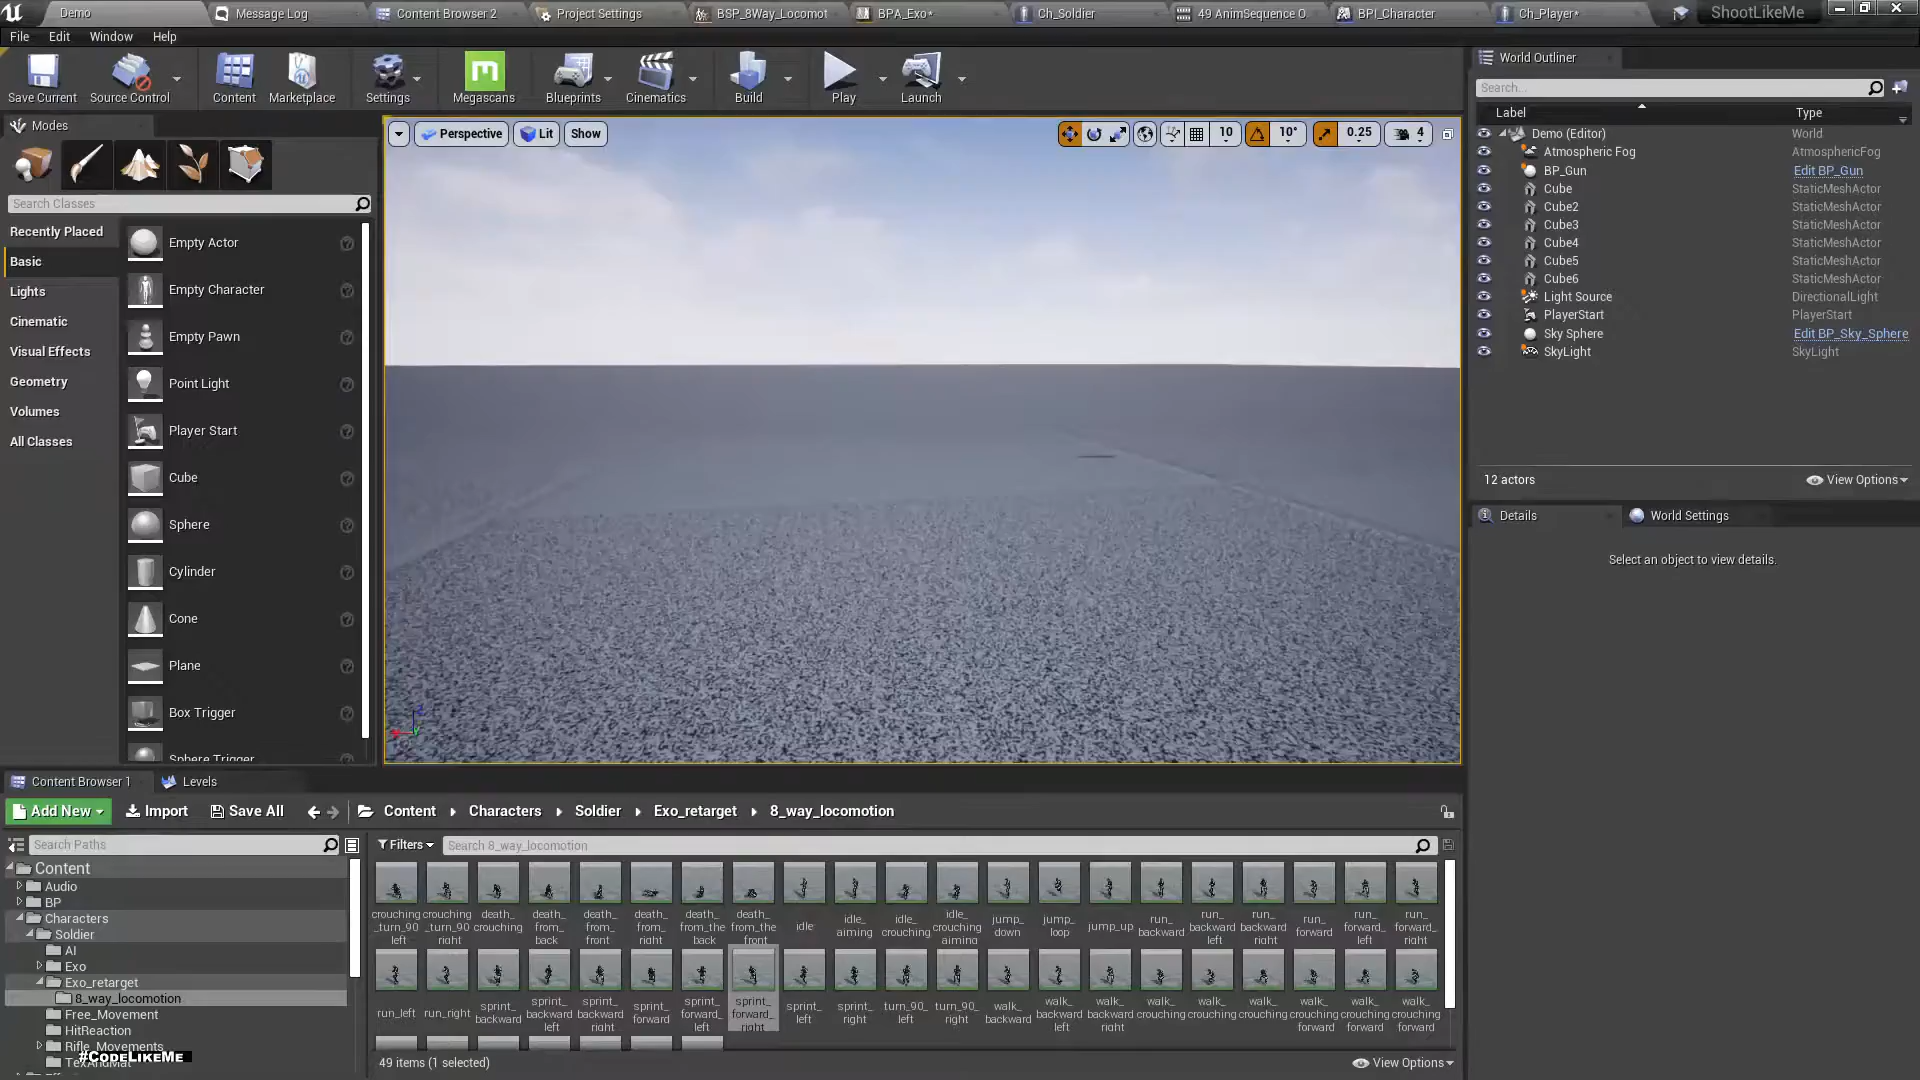 Demo
Message Log
Content Browser 2
Project Settings
BSP_8Way_Locomot
BPA_Exo*
Ch_Soldier
49 AnimSequence O
BPI_Character
Ch_Player*
ShootLikeMe
File
Edit
Window
Help
Save Current
Source Control
Content
Marketplace
Settings
Megascans
Blueprints
Cinematics
Build
Play
Launch
Modes
Search Classes
Recently Placed
Basic
Lights
Cinematic
Visual Effects
Geometry
Volumes
All Classes
Empty Actor
Empty Character
Empty Pawn
Point Light
Player Start
Cube
Sphere
Cylinder
Cone
Plane
Box Trigger
Sphere Trigger
Perspective
Lit
Show
10
10°
0.25
4
World Outliner
Search...
Label
Type
Demo (Editor)
World
Atmospheric Fog
AtmosphericFog
BP_Gun
Edit BP_Gun
Cube
StaticMeshActor
Cube2
StaticMeshActor
Cube3
StaticMeshActor
Cube4
StaticMeshActor
Cube5
StaticMeshActor
Cube6
StaticMeshActor
Light Source
DirectionalLight
PlayerStart
PlayerStart
Sky Sphere
Edit BP_Sky_Sphere
SkyLight
SkyLight
12 actors
View Options
Details
World Settings
Select an object to view details.
Content Browser 1
Levels
Add New
Import
Save All
Content
Characters
Soldier
Exo_retarget
8_way_locomotion
Search Paths
Filters
Search 8_way_locomotion
Content
Audio
BP
Characters
Soldier
AI
Exo
Exo_retarget
8_way_locomotion
Free_Movement
HitReaction
Rifle_Movements
TexAndMat
#CodeLikeMe
crouching_turn_90_left
crouching_turn_90_right
death_crouching
death_from_back
death_from_front
death_from_right
death_from_the_back
death_from_the_front
idle
idle_aiming
idle_crouching
idle_crouching_aiming
jump_down
jump_loop
jump_up
run_backward
run_backward_left
run_backward_right
run_forward
run_forward_left
run_forward_right
run_left
run_right
sprint_backward
sprint_backward_left
sprint_backward_right
sprint_forward
sprint_forward_left
sprint_forward_right
sprint_left
sprint_right
turn_90_left
turn_90_right
walk_backward
walk_backward_left
walk_backward_right
walk_crouching
walk_crouching
walk_crouching
walk_crouching_forward
walk_crouching_forward
walk_crouching_forward
49 items (1 selected)
View Options